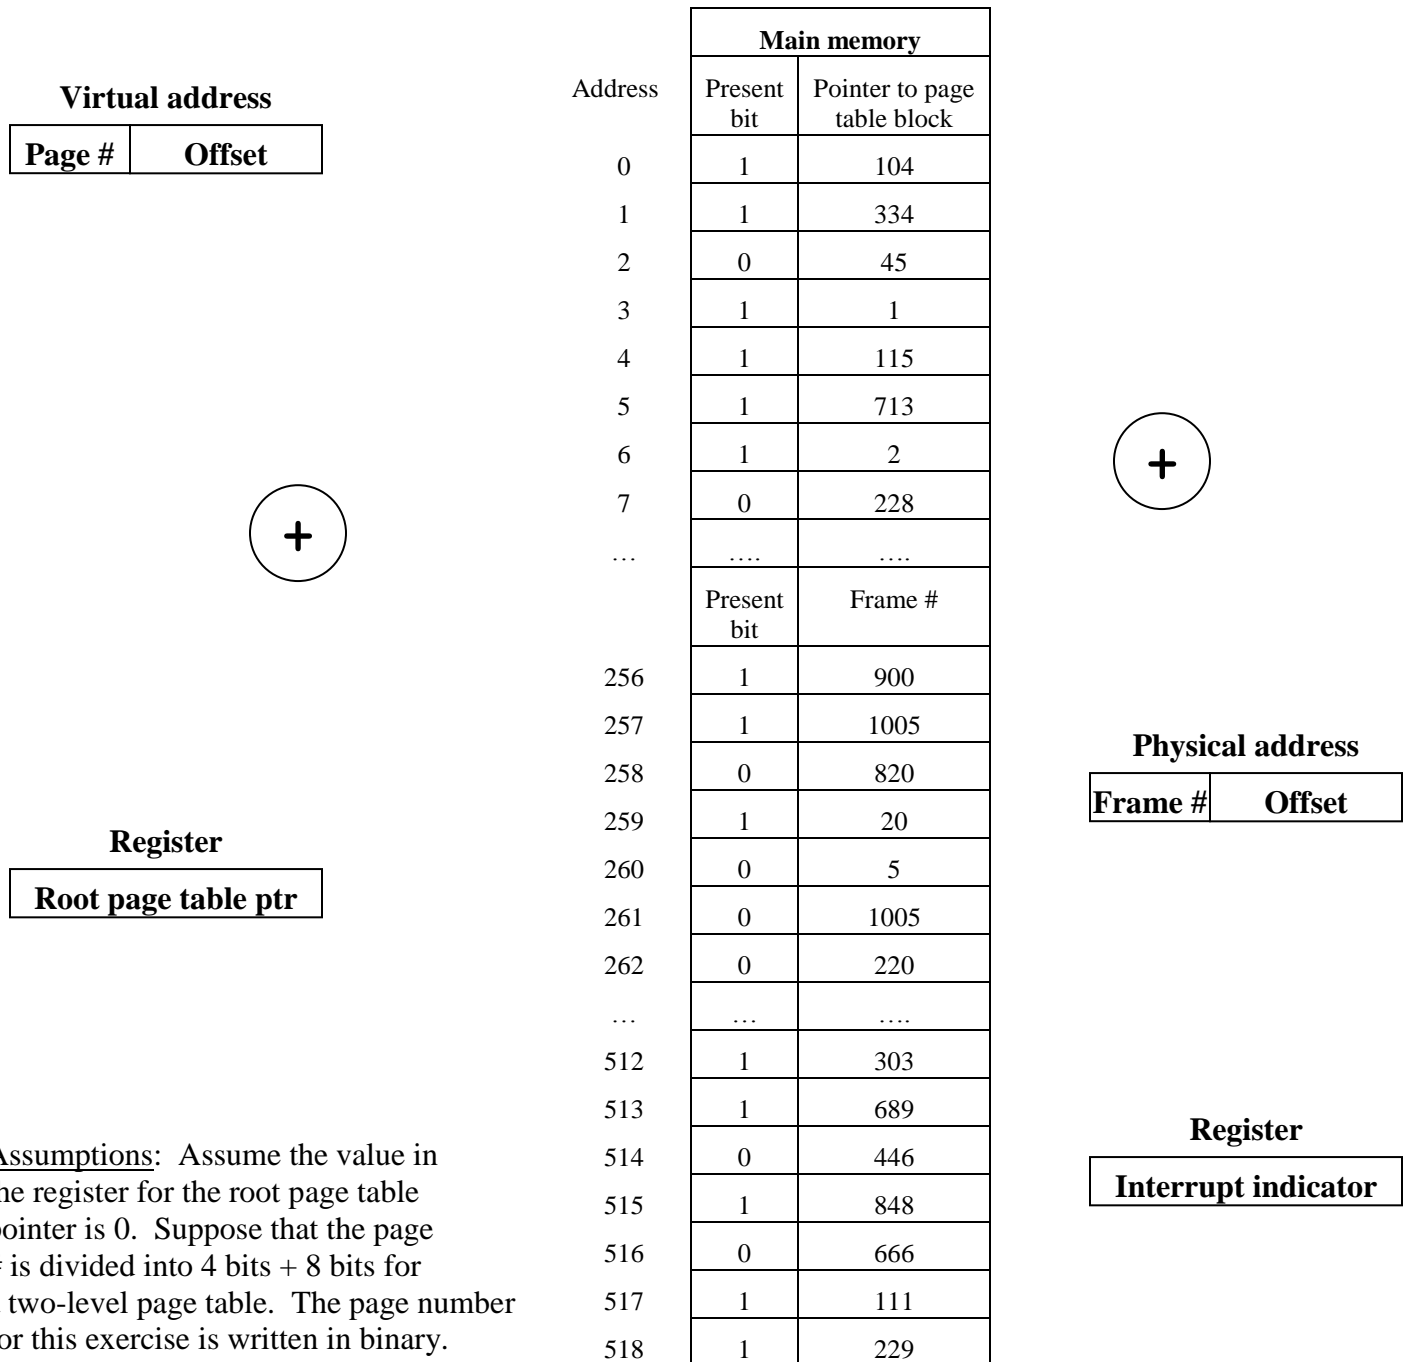 Main memory
Virtual address
Page # Offset
Address Present bit Pointer to page table block
0 1 104
1 1 334
2 0 45
3 1 1
4 1 115
5 1 713
6 1 2
7 0 228
… …. ….
+
+
Present bit Frame #
256 1 900
257 1 1005
258 0 820
259 1 20
260 0 5
261 0 1005
262 0 220
… … ….
512 1 303
513 1 689
514 0 446
515 1 848
516 0 666
517 1 111
518 1 229
Physical address
Frame # Offset
Register
Root page table ptr
Register
Interrupt indicator
Assumptions: Assume the value in
he register for the root page table
pointer is 0. Suppose that the page
# is divided into 4 bits + 8 bits for
two-level page table. The page number
or this exercise is written in binary.